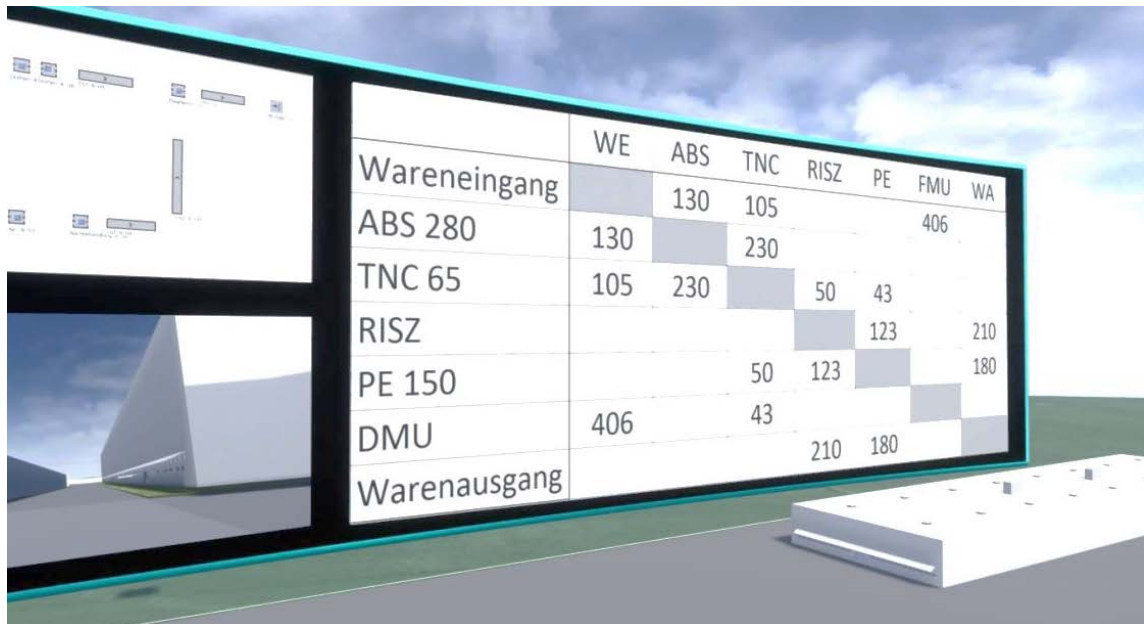 WE ABS TNC RISZ PE FMU WA
Wareneingang 130 105 406
ABS 280 130 230
TNC 65 105 230 50 43
RISZ 123 210
PE 150 50 123 180
DMU 406 43
Warenausgang 210 180